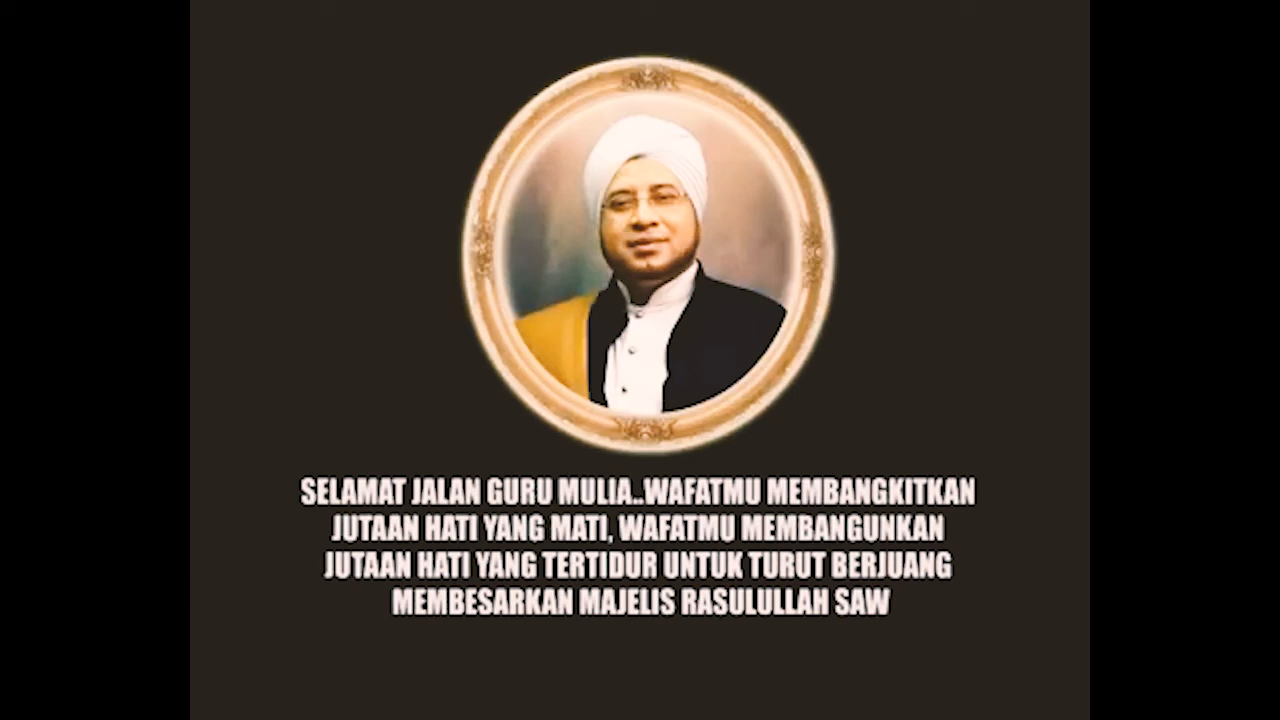 SELAMAT JALAN GURU MULIA..WAFATMU MEMBANGKITKAN
JUTAAN HATI YANG MATI, WAFATMU MEMBANGUNKAN
JUTAAN HATI YANG TERTIDUR UNTUK TURUT BERJUANG
MEMBESARKAN MAJELIS RASULULLAH SAW